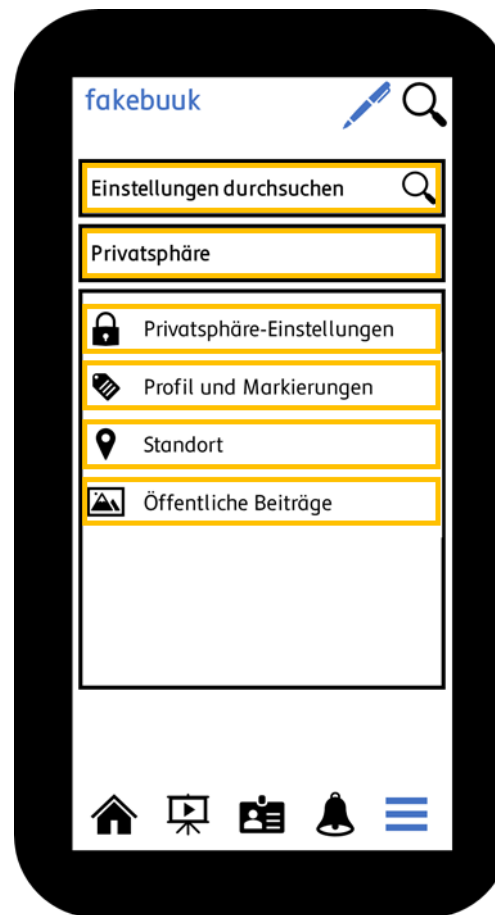 fakebuuk
Einstellungen durchsuchen
Privatsphäre
Privatsphäre-Einstellungen
Profil und Markierungen
Standort
Öffentliche Beiträge